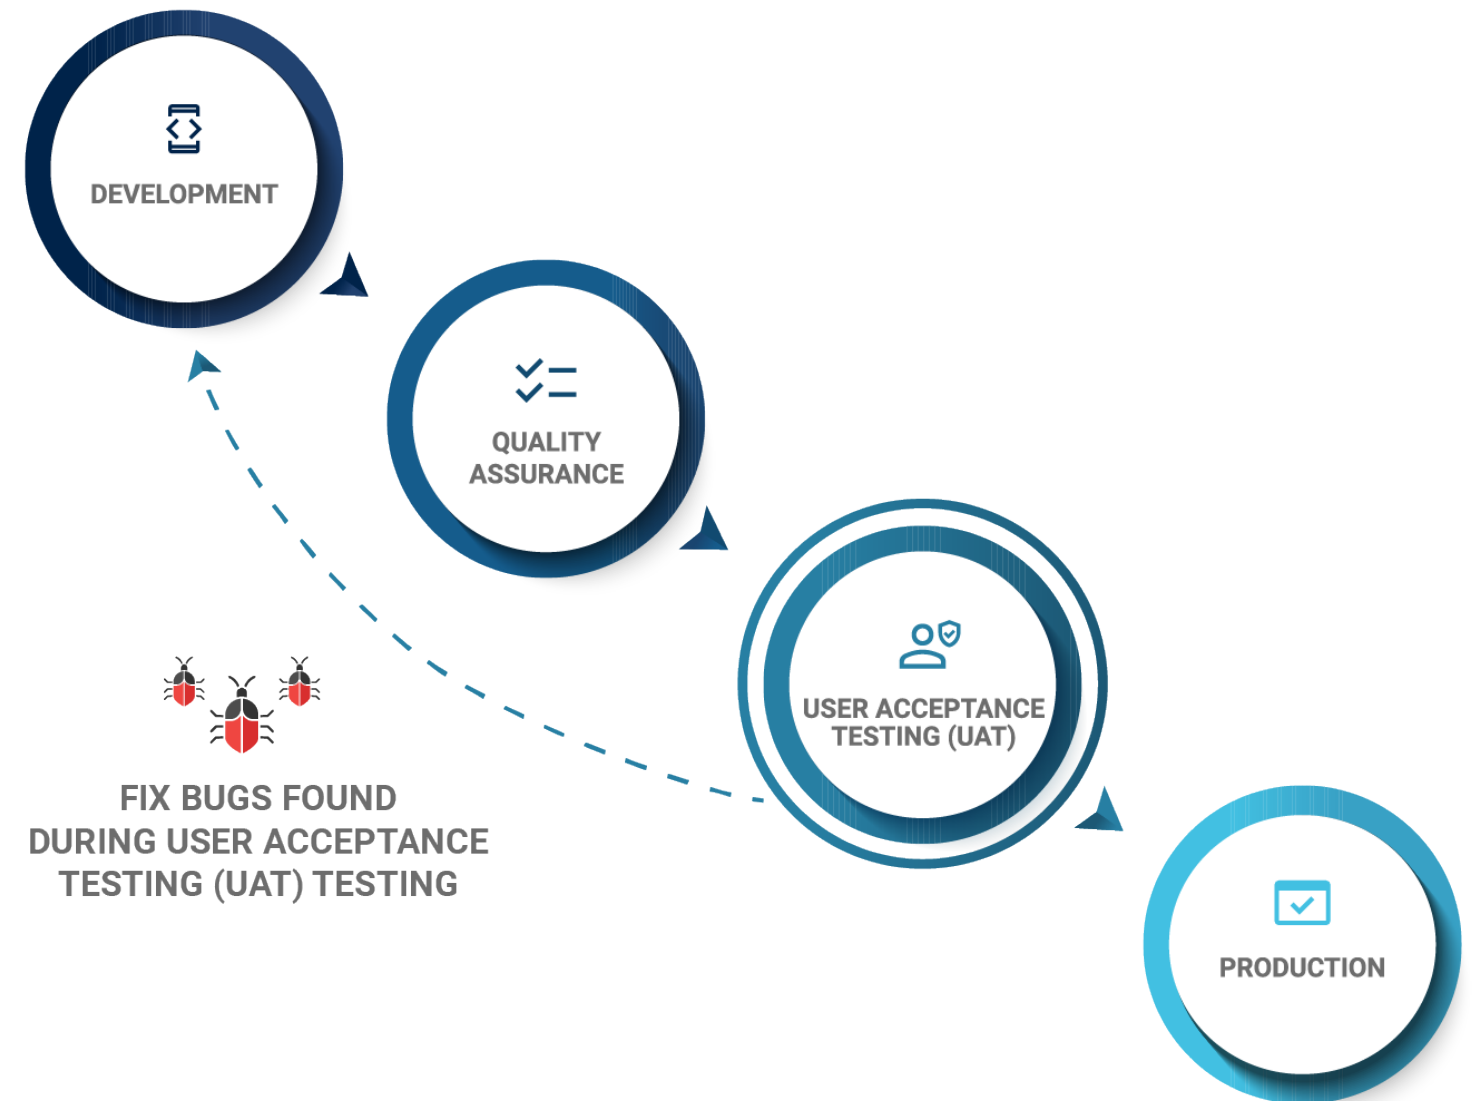 DEVELOPMENT
QUALITY
ASSURANCE
USER ACCEPTANCE
TESTING (UAT)
FIX BUGS FOUND
DURING USER ACCEPTANCE
TESTING (UAT) TESTING
PRODUCTION